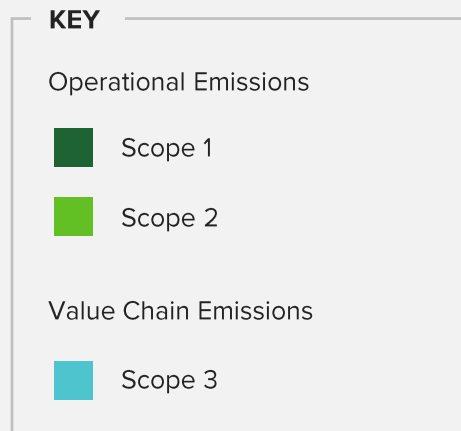 KEY
Operational Emissions
Scope 1
Scope 2
Value Chain Emissions
Scope 3